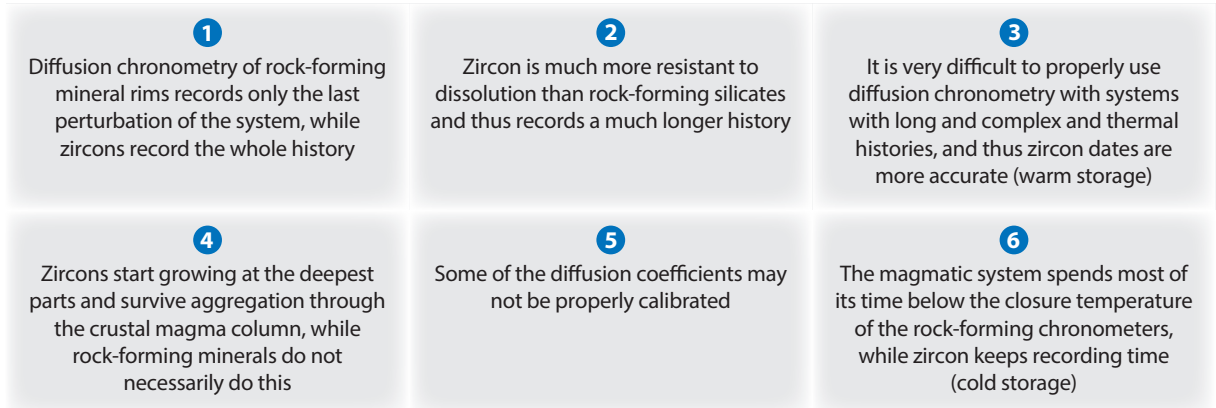 1
Diffusion chronometry of rock-forming
mineral rims records only the last
perturbation of the system, while
zircons record the whole history
2
Zircon is much more resistant to
dissolution than rock-forming silicates
and thus records a much longer history
3
It is very difficult to properly use
diffusion chronometry with systems
with long and complex and thermal
histories, and thus zircon dates are
more accurate (warm storage)
4
Zircons start growing at the deepest
parts and survive aggregation through
the crustal magma column, while
rock-forming minerals do not
necessarily do this
5
Some of the diffusion coefficients may
not be properly calibrated
6
The magmatic system spends most of
its time below the closure temperature
of the rock-forming chronometers,
while zircon keeps recording time
(cold storage)